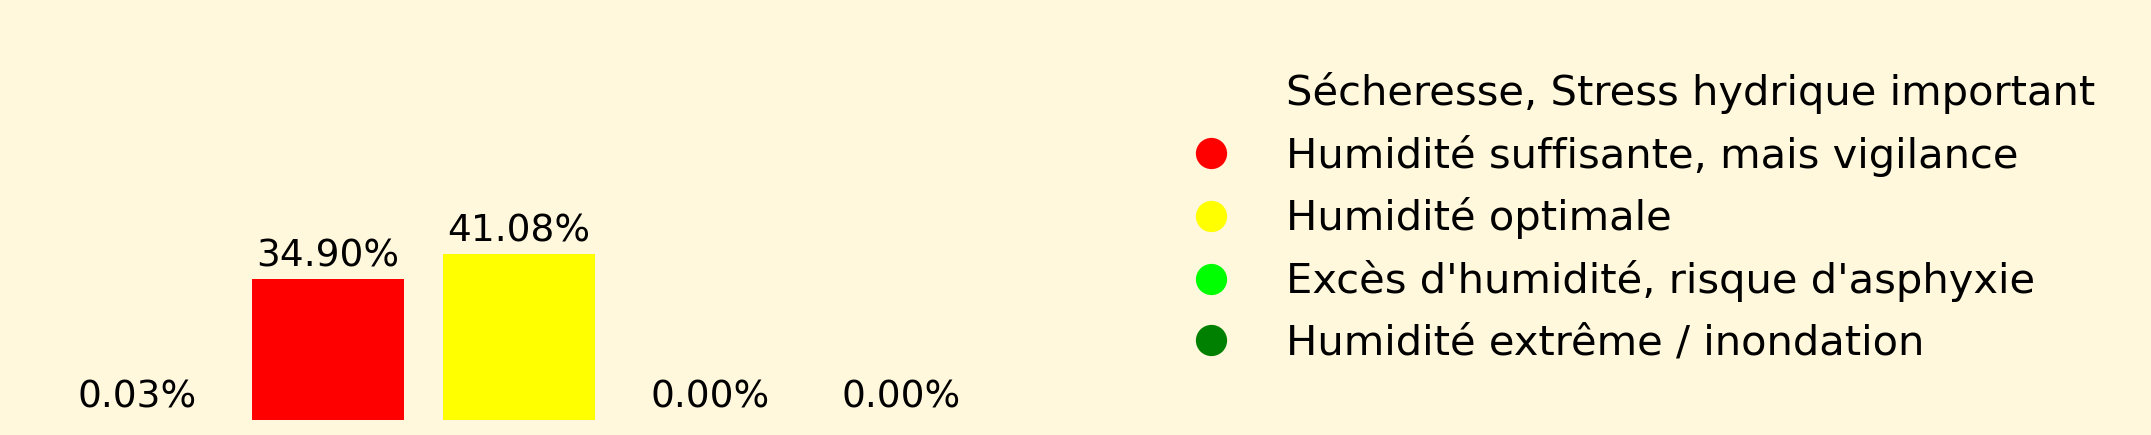 41.08%
34.90%
0.03%
0.00%
0.00%
Sécheresse, Stress hydrique important
Humidité suffisante, mais vigilance
Humidité optimale
Excès d'humidité, risque d'asphyxie
Humidité extrême / inondation